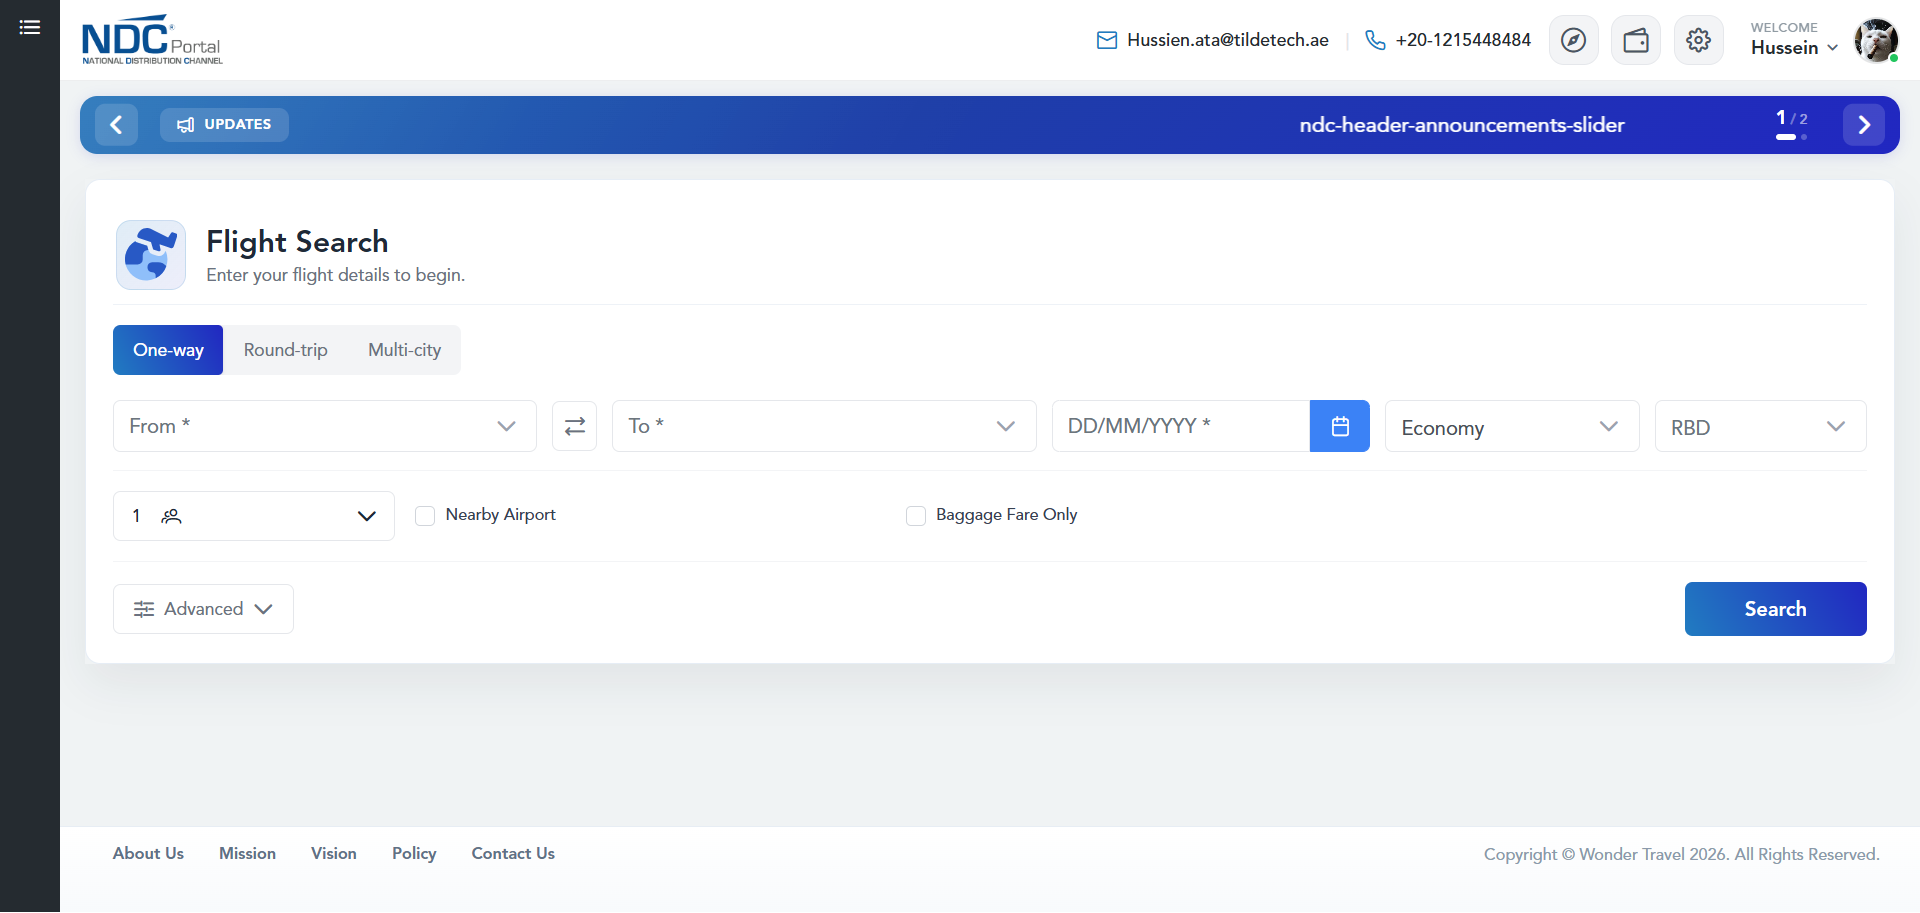 NDC® Portal
NATIONAL DISTRIBUTION CHANNEL
Hussien.ata@tildetech.ae | +20-1215448484
WELCOME
Hussein
UPDATES
ndc-header-announcements-slider
1 / 2
Flight Search
Enter your flight details to begin.
One-way Round-trip Multi-city
From * To * DD/MM/YYYY * Economy RBD
1 Nearby Airport Baggage Fare Only
Advanced Search
About Us Mission Vision Policy Contact Us Copyright © Wonder Travel 2026. All Rights Reserved.